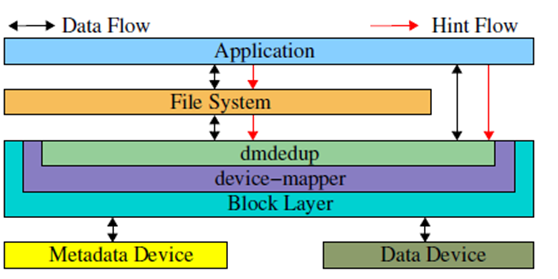 Data Flow Hint Flow
Application
File System
dmdedup
device−mapper
Block Layer
Metadata Device Data Device